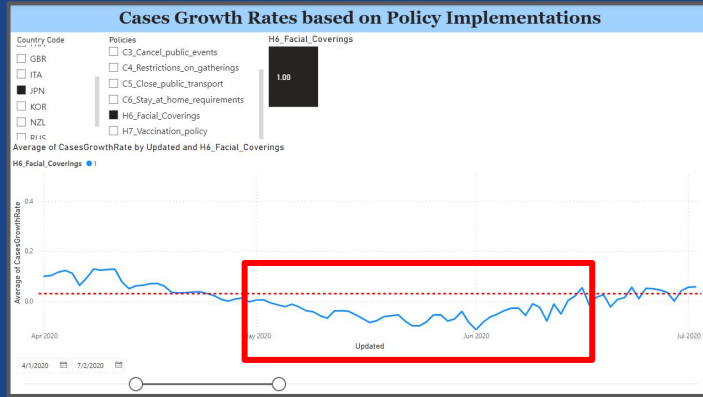 Cases Growth Rates based on Policy Implementations
Country Code
GBR
ITA
JPN
KOR
NZL
RUS
Policies
C3_Cancel_public_events
C4_Restrictions_on_gatherings
C5_Close_public_transport
C6_Stay_at_home_requirements
H6_Facial_Coverings
H7_Vaccination_policy
H6_Facial_Coverings
1.00
Average of CasesGrowthRate by Updated and H6_Facial_Coverings
H6_Facial_Coverings 1
Average of CasesGrowthRate
0.4
0.2
0.0
Apr 2020
ay 2020
Jun 2020
Jul 2020
Updated
4/1/2020 7/2/2020